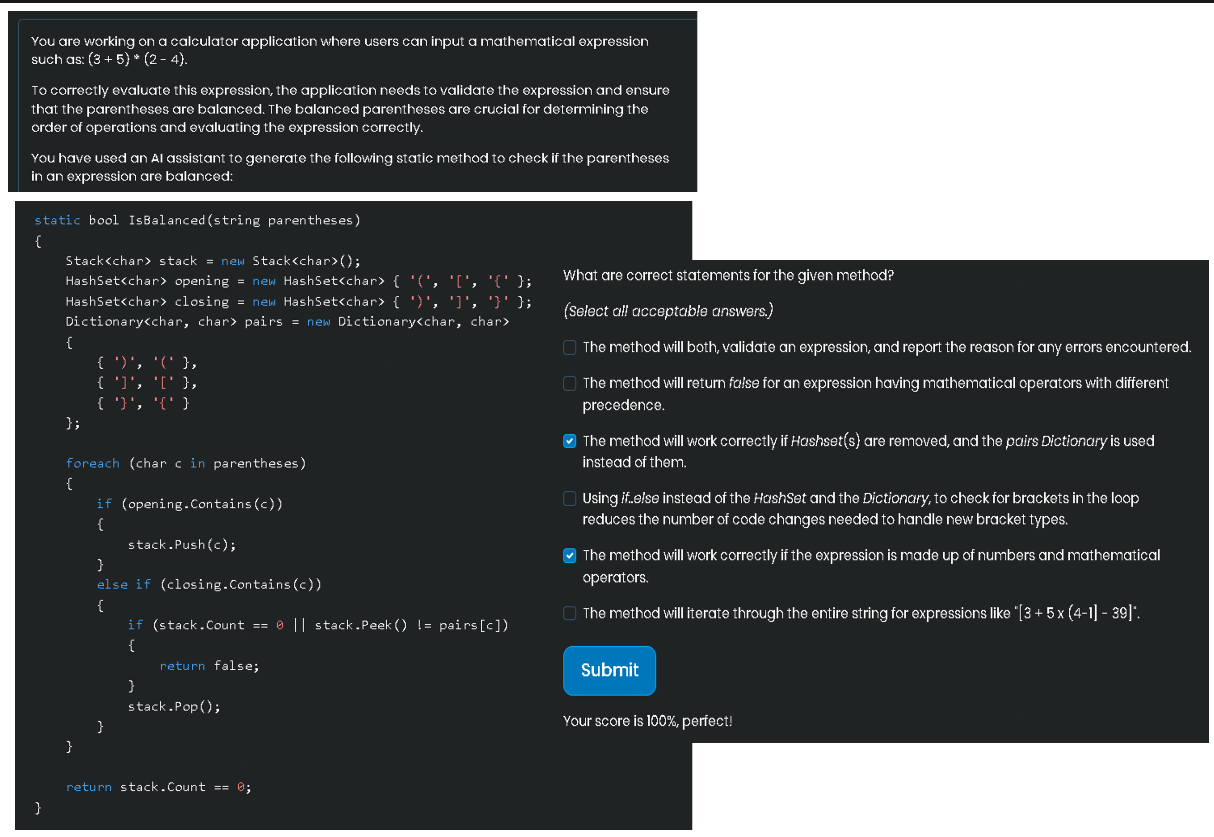 You are working on a calculator application where users can input a mathematical expression
such as: (3 + 5) * (2 - 4).
To correctly evaluate this expression, the application needs to validate the expression and ensure
that the parentheses are balanced. The balanced parentheses are crucial for determining the
order of operations and evaluating the expression correctly.
You have used an AI assistant to generate the following static method to check if the parentheses
in an expression are balanced:
static bool IsBalanced(string parentheses)
{
    Stack<char> stack = new Stack<char>();
    HashSet<char> opening = new HashSet<char> { '(', '[', '{' };
    HashSet<char> closing = new HashSet<char> { ')', ']', '}' };
    Dictionary<char, char> pairs = new Dictionary<char, char>
    {
        { ')', '(' },
        { ']', '[' },
        { '}', '{' }
    };
    foreach (char c in parentheses)
    {
        if (opening.Contains(c))
        {
            stack.Push(c);
        }
        else if (closing.Contains(c))
        {
            if (stack.Count == 0 || stack.Peek() != pairs[c])
            {
                return false;
            }
            stack.Pop();
        }
    }
    return stack.Count == 0;
}
What are correct statements for the given method?
(Select all acceptable answers.)
The method will both, validate an expression, and report the reason for any errors encountered.
The method will return false for an expression having mathematical operators with different
precedence.
The method will work correctly if Hashset(s) are removed, and the pairs Dictionary is used
instead of them.
Using if..else instead of the HashSet and the Dictionary, to check for brackets in the loop
reduces the number of code changes needed to handle new bracket types.
The method will work correctly if the expression is made up of numbers and mathematical
operators.
The method will iterate through the entire string for expressions like "[3 + 5 x (4-1] - 39]".
Submit
Your score is 100%, perfect!